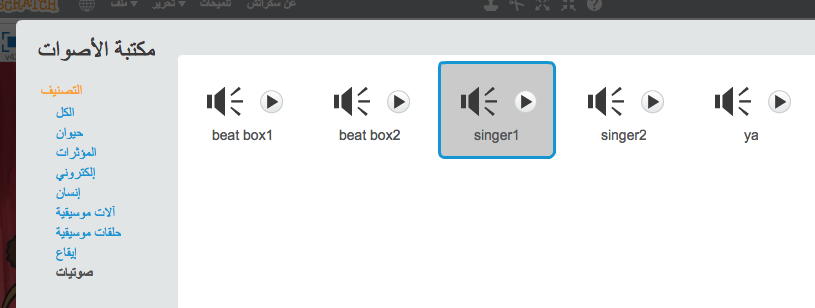 SCRATCH
ملف تحرير تلميحات عن سكراتش
مكتبة الأصوات
التصنيف
الكل
حيوان
المؤثرات
إلكتروني
إنسان
آلات موسيقية
حلقات موسيقية
إيقاع
صوتيات
beat box1 beat box2 singer1 singer2 ya